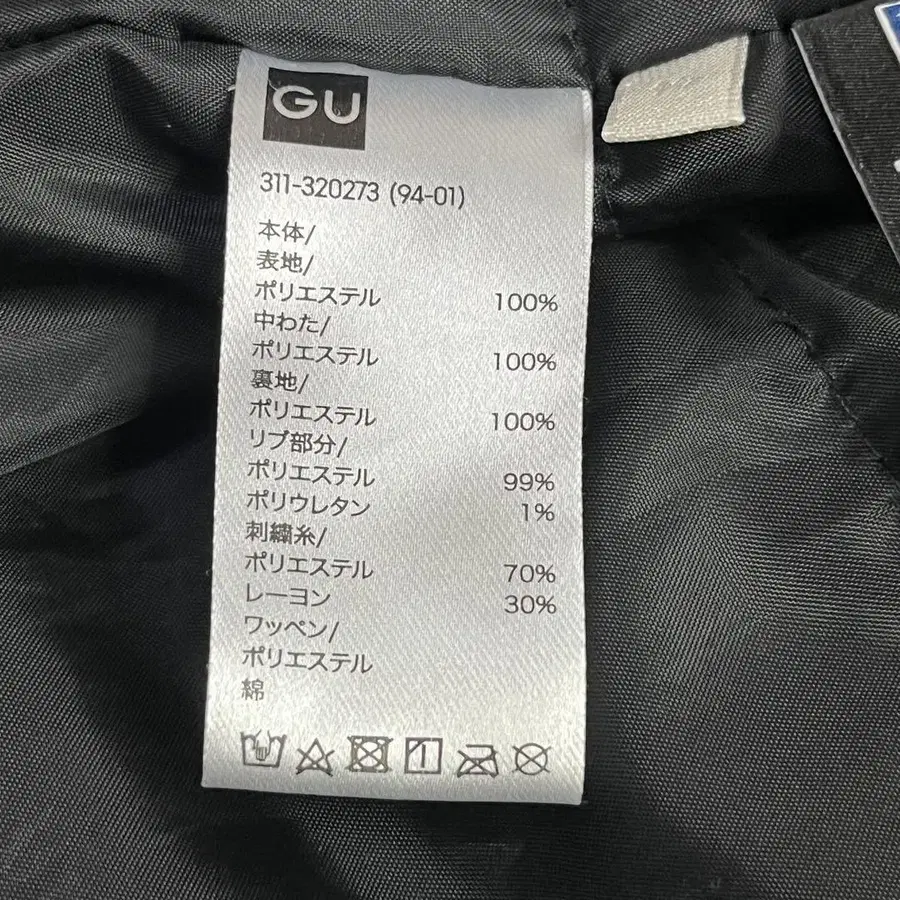 GU
311-320273 (94-01)
本体/
表地/
ポリエステル 100%
中わた/
ポリエステル 100%
裏地/
ポリエステル 100%
リブ部分/
ポリエステル 99%
ポリウレタン 1%
刺繍糸/
ポリエステル 70%
レーヨン 30%
ワッペン/
ポリエステル
綿